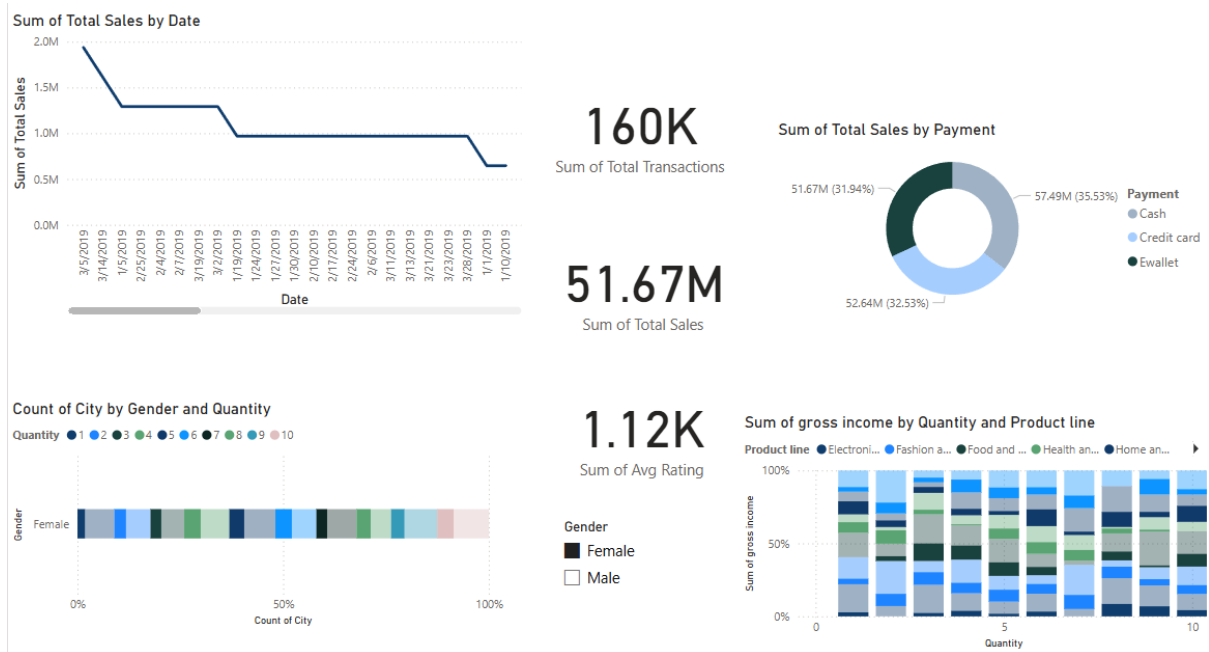 Sum of Total Sales by Date
2.0M
1.5M
1.0M
0.5M
0.0M
Sum of Total Sales
3/5/2019
3/14/2019
1/5/2019
2/25/2019
2/4/2019
2/7/2019
3/19/2019
3/2/2019
1/19/2019
1/24/2019
1/27/2019
1/30/2019
2/10/2019
2/17/2019
2/24/2019
2/6/2019
3/11/2019
3/13/2019
3/21/2019
3/23/2019
3/28/2019
1/1/2019
1/10/2019
Date
160K
Sum of Total Transactions
51.67M
Sum of Total Sales
1.12K
Sum of Avg Rating
Sum of Total Sales by Payment
51.67M (31.94%)
57.49M (35.53%)
52.64M (32.53%)
Payment
Cash
Credit card
Ewallet
Count of City by Gender and Quantity
Quantity 1 2 3 4 5 6 7 8 9 10
Gender
Female
0% 50% 100%
Count of City
Gender
Female
Male
Sum of gross income by Quantity and Product line
Product line Electroni... Fashion a... Food and ... Health an... Home an...
100%
50%
0%
Sum of gross income
0 5 10
Quantity